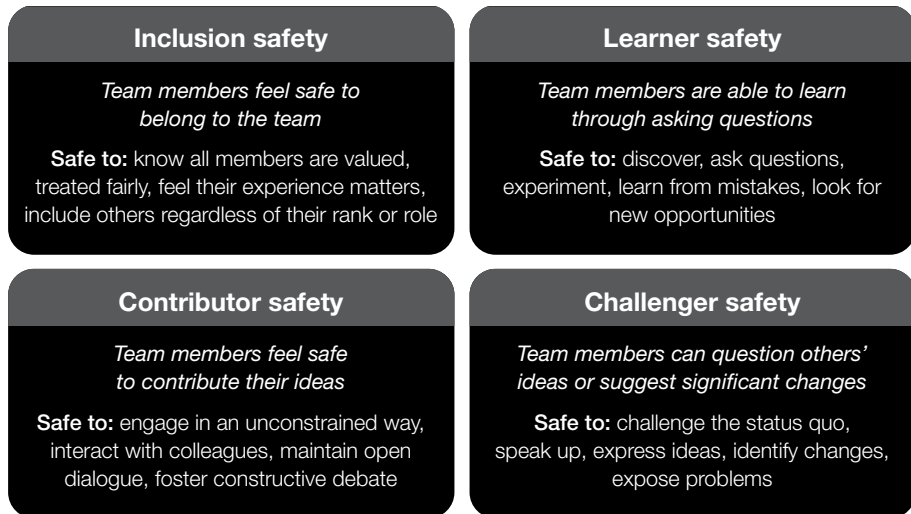 Inclusion safety
Team members feel safe to
belong to the team
Safe to: know all members are valued,
treated fairly, feel their experience matters,
include others regardless of their rank or role
Learner safety
Team members are able to learn
through asking questions
Safe to: discover, ask questions,
experiment, learn from mistakes, look for
new opportunities
Contributor safety
Team members feel safe
to contribute their ideas
Safe to: engage in an unconstrained way,
interact with colleagues, maintain open
dialogue, foster constructive debate
Challenger safety
Team members can question others’
ideas or suggest significant changes
Safe to: challenge the status quo,
speak up, express ideas, identify changes,
expose problems